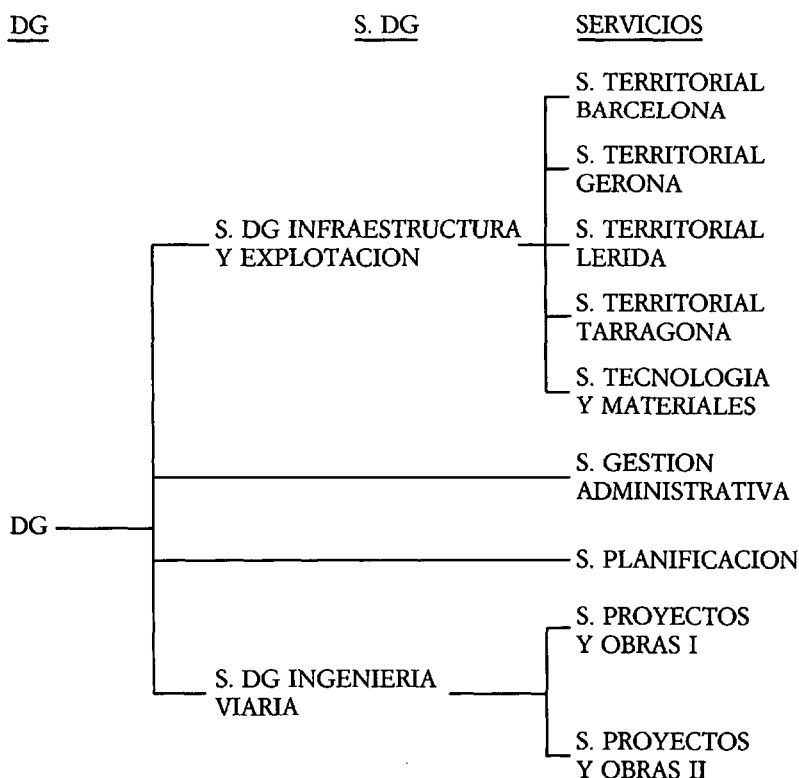 DG
S. DG
SERVICIOS
S. TERRITORIAL
BARCELONA
S. TERRITORIAL
GERONA
S. DG INFRAESTRUCTURA
Y EXPLOTACION
S. TERRITORIAL
LERIDA
S. TERRITORIAL
TARRAGONA
S. TECNOLOGIA
Y MATERIALES
S. GESTION
ADMINISTRATIVA
DG
S. PLANIFICACION
S. PROYECTOS
Y OBRAS I
S. DG INGENIERIA
VIARIA
S. PROYECTOS
Y OBRAS II